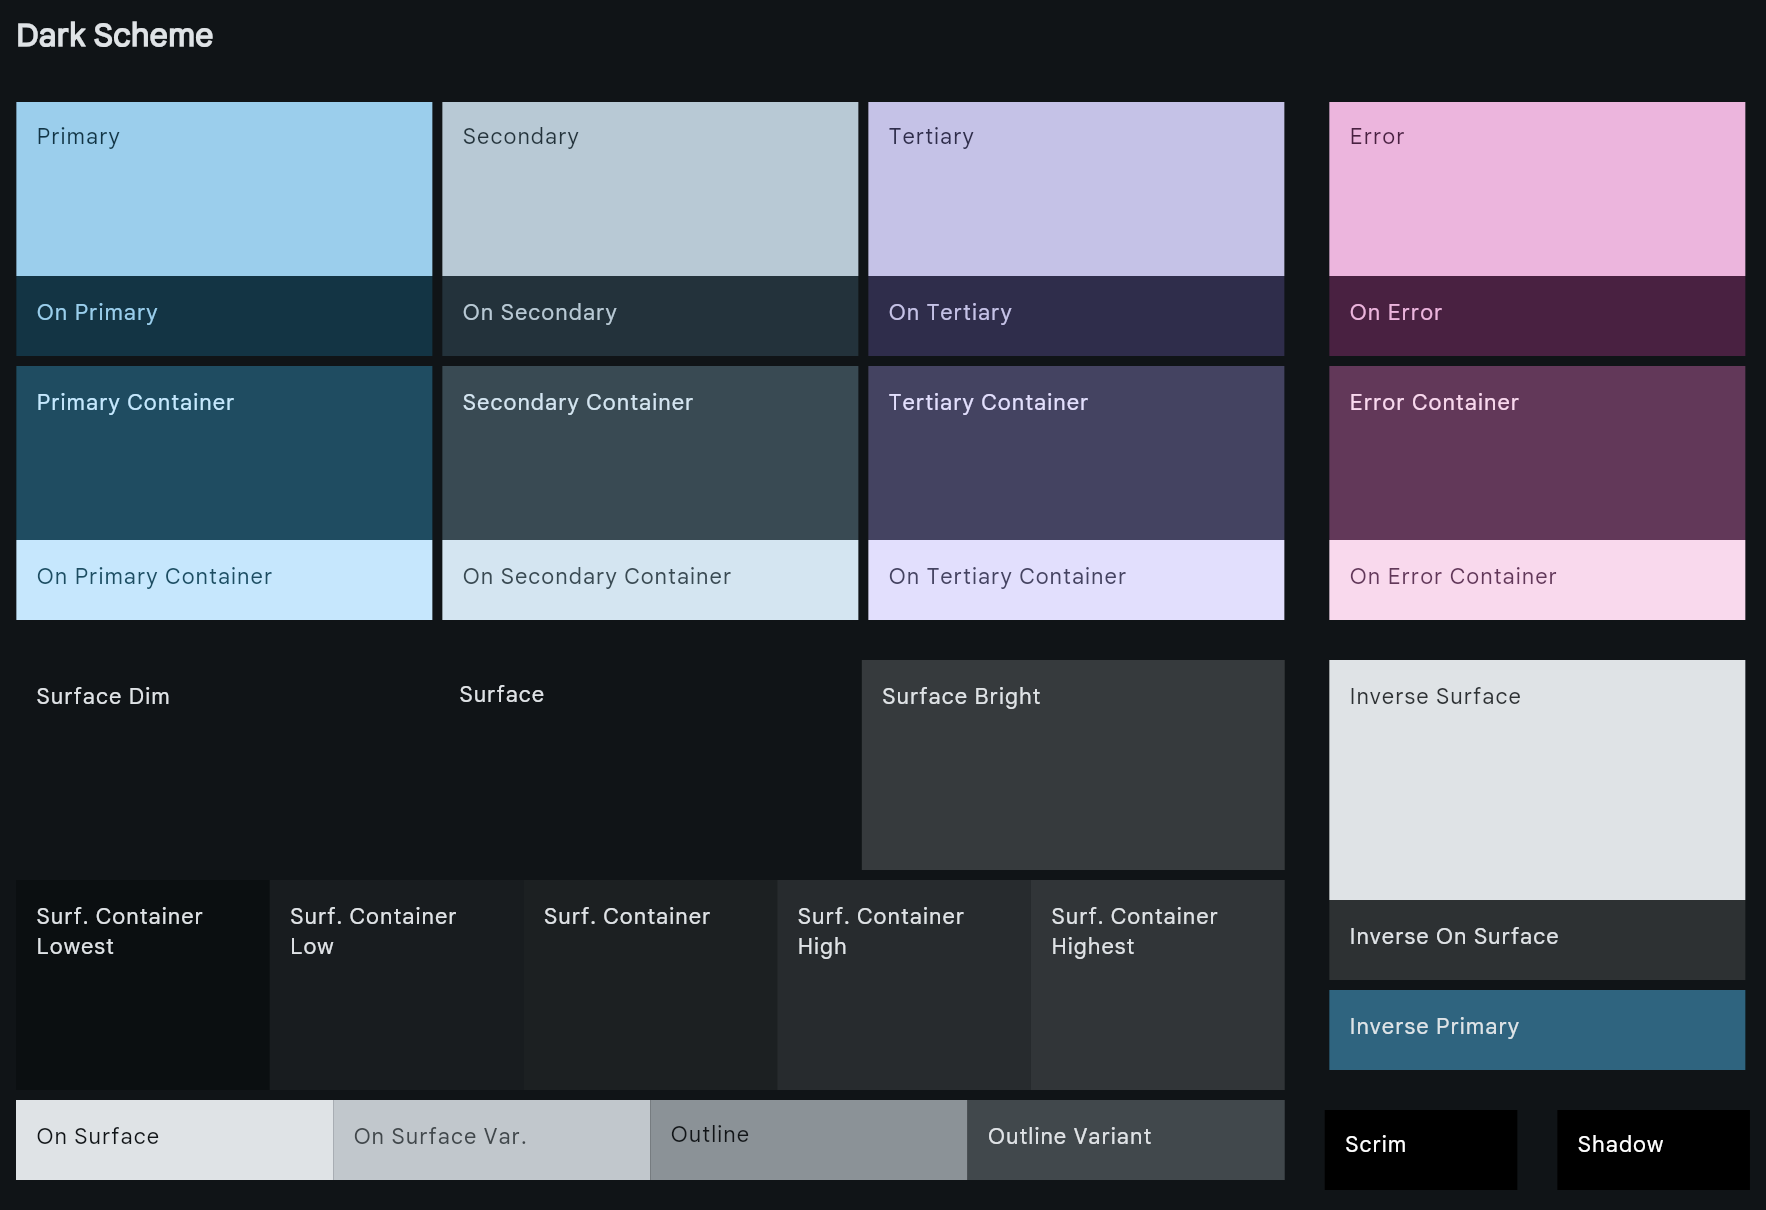 Dark Scheme
Primary
Secondary
Tertiary
Error
On Primary
On Secondary
On Tertiary
On Error
Primary Container
Secondary Container
Tertiary Container
Error Container
On Primary Container
On Secondary Container
On Tertiary Container
On Error Container
Surface Dim
Surface
Surface Bright
Inverse Surface
Surf. Container
Lowest
Surf. Container
Low
Surf. Container
Surf. Container
High
Surf. Container
Highest
Inverse On Surface
Inverse Primary
On Surface
On Surface Var.
Outline
Outline Variant
Scrim
Shadow